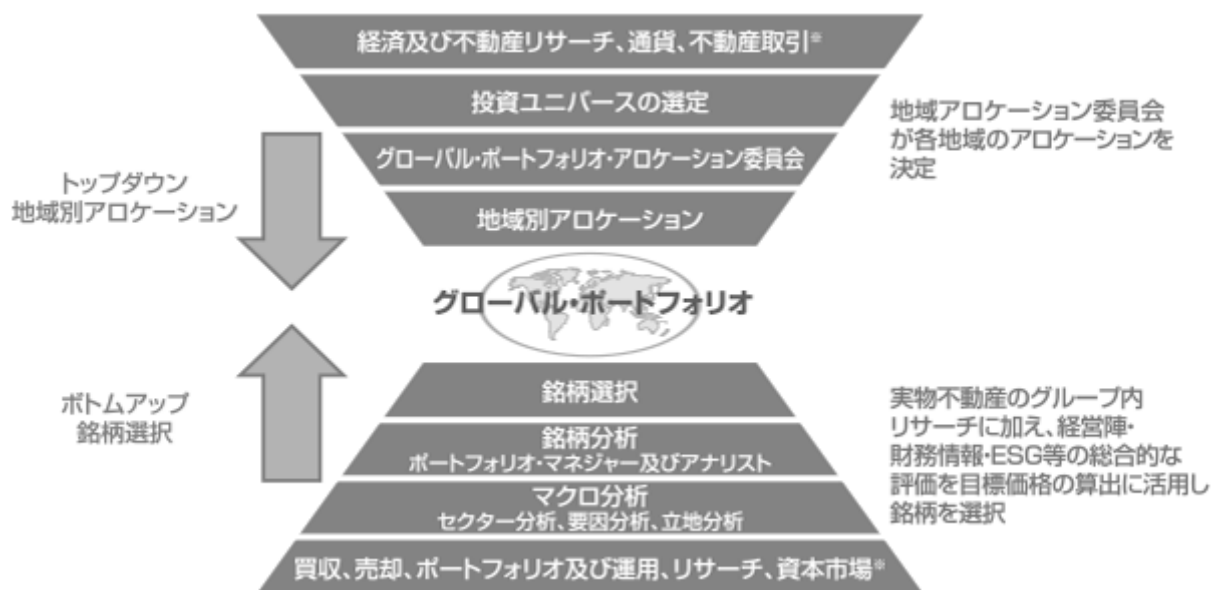 経済及び不動産リサーチ、通貨、不動産取引※
投資ユニバースの選定
グローバル・ポートフォリオ・アロケーション委員会
地域別アロケーション
トップダウン
地域別アロケーション
地域アロケーション委員会
が各地域のアロケーションを
決定
グローバル・ポートフォリオ
ボトムアップ
銘柄選択
銘柄選択
銘柄分析
ポートフォリオ・マネジャー及びアナリスト
マクロ分析
セクター分析、要因分析、立地分析
買収、売却、ポートフォリオ及び運用、リサーチ、資本市場※
実物不動産のグループ内
リサーチに加え、経営陣・
財務情報・ESG等の総合的な
評価を目標価格の算出に活用し
銘柄を選択